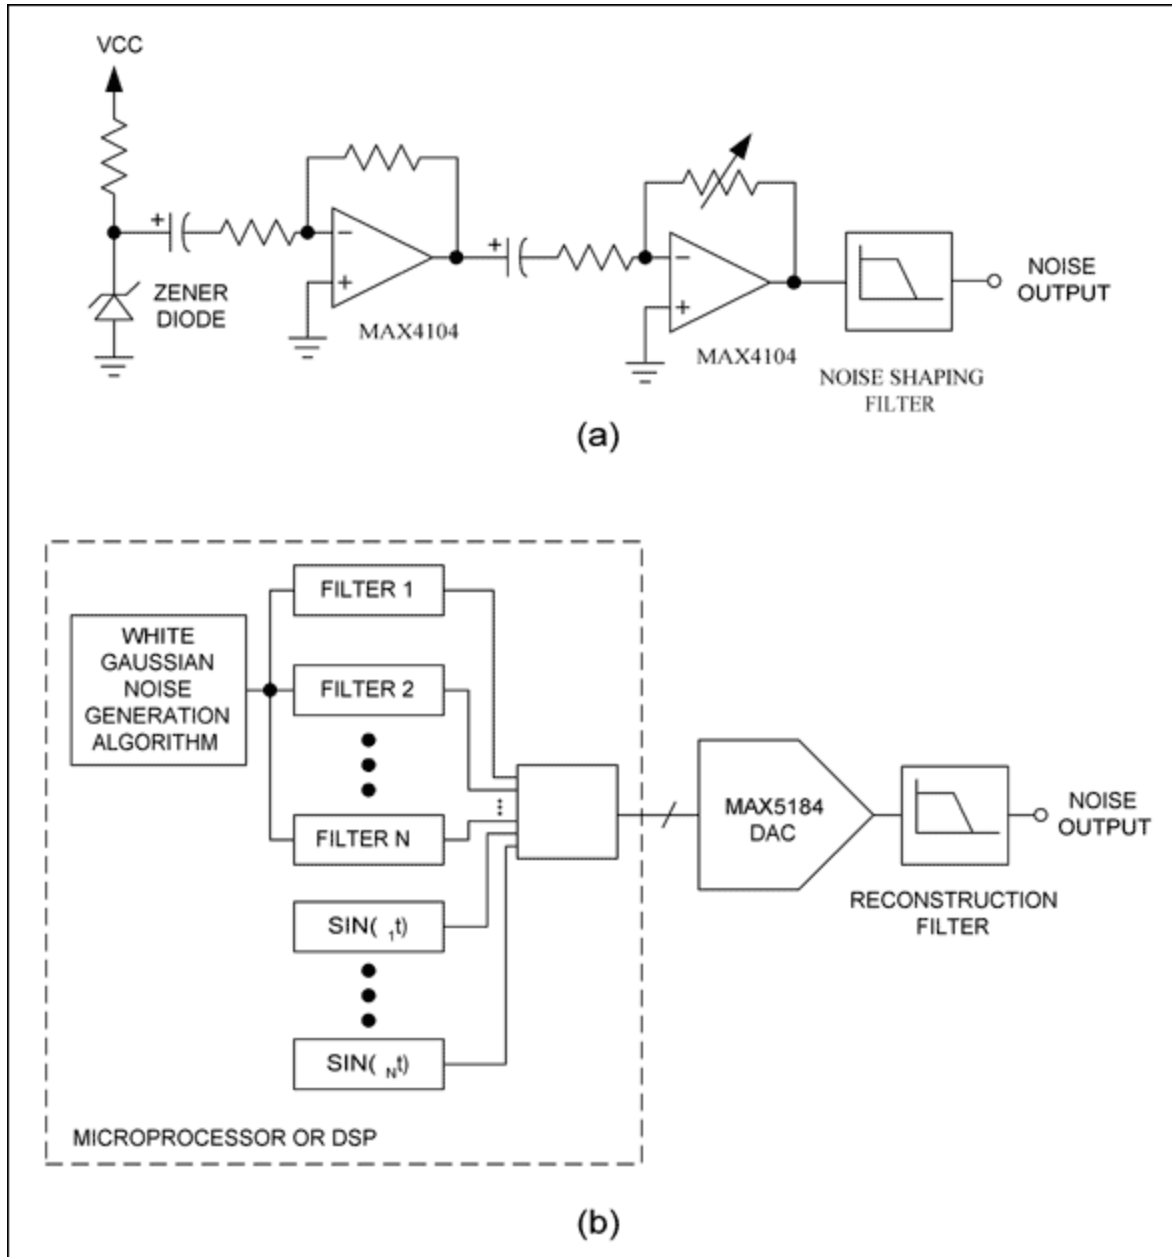 VCC
+
ZENER
DIODE
−
+
MAX4104
+
−
+
MAX4104
NOISE SHAPING
FILTER
NOISE
OUTPUT
(a)
WHITE
GAUSSIAN
NOISE
GENERATION
ALGORITHM
FILTER 1
FILTER 2
FILTER N
SIN( 1t)
SIN( Nt)
MICROPROCESSOR OR DSP
MAX5184
DAC
RECONSTRUCTION
FILTER
NOISE
OUTPUT
(b)